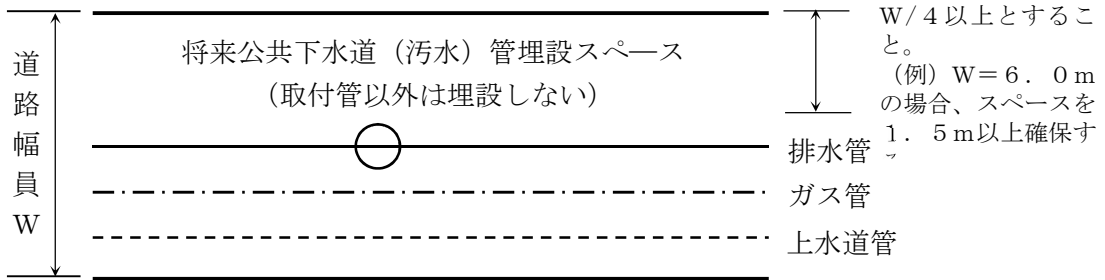 道路幅員W
将来公共下水道（汚水）管埋設スペース
（取付管以外は埋設しない）
W/４以上とするこ
と。
（例）W＝６．０ｍ
の場合、スペースを
１．５ｍ以上確保す
排水管
ガス管
上水道管